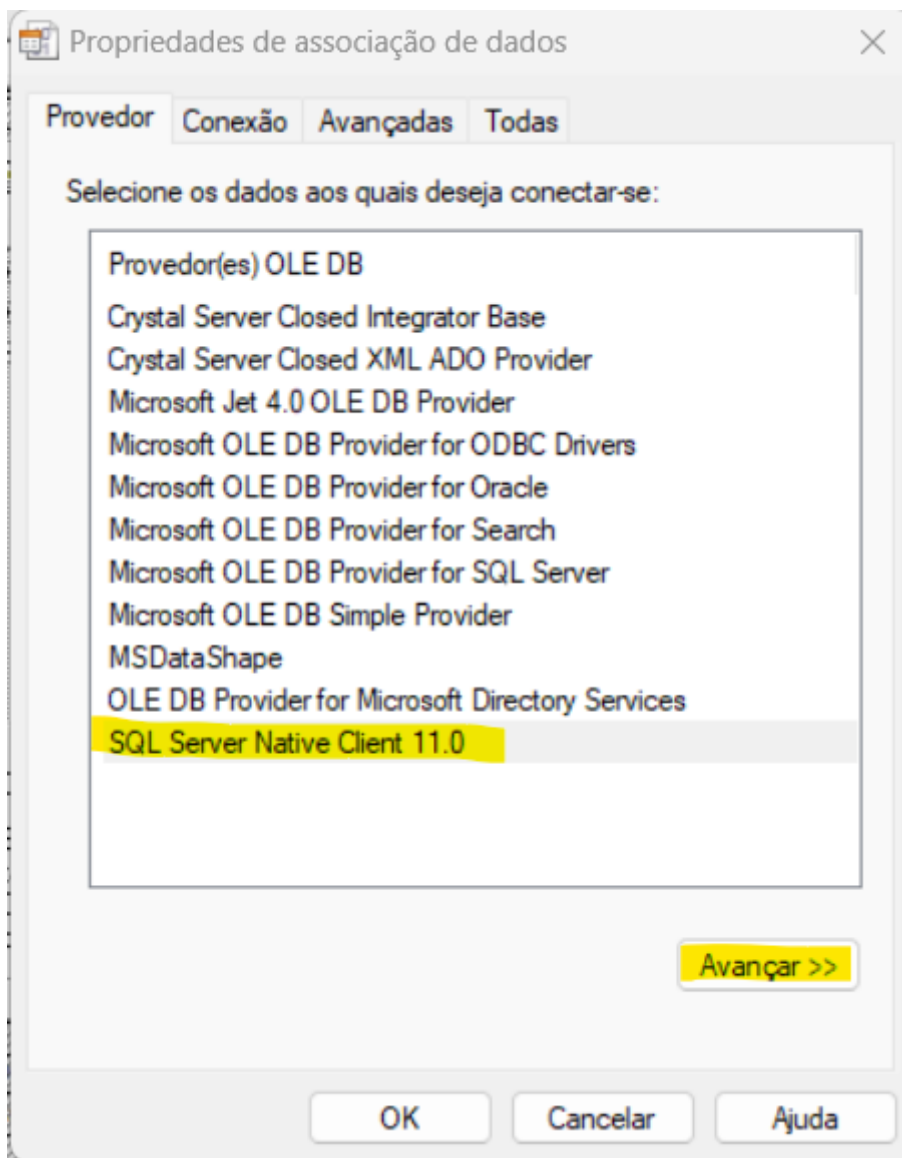 Propriedades de associação de dados
Provedor Conexão Avançadas Todas
Selecione os dados aos quais deseja conectar-se:
Provedor(es) OLE DB
Crystal Server Closed Integrator Base
Crystal Server Closed XML ADO Provider
Microsoft Jet 4.0 OLE DB Provider
Microsoft OLE DB Provider for ODBC Drivers
Microsoft OLE DB Provider for Oracle
Microsoft OLE DB Provider for Search
Microsoft OLE DB Provider for SQL Server
Microsoft OLE DB Simple Provider
MSDataShape
OLE DB Provider for Microsoft Directory Services
SQL Server Native Client 11.0
Avançar >>
OK Cancelar Ajuda